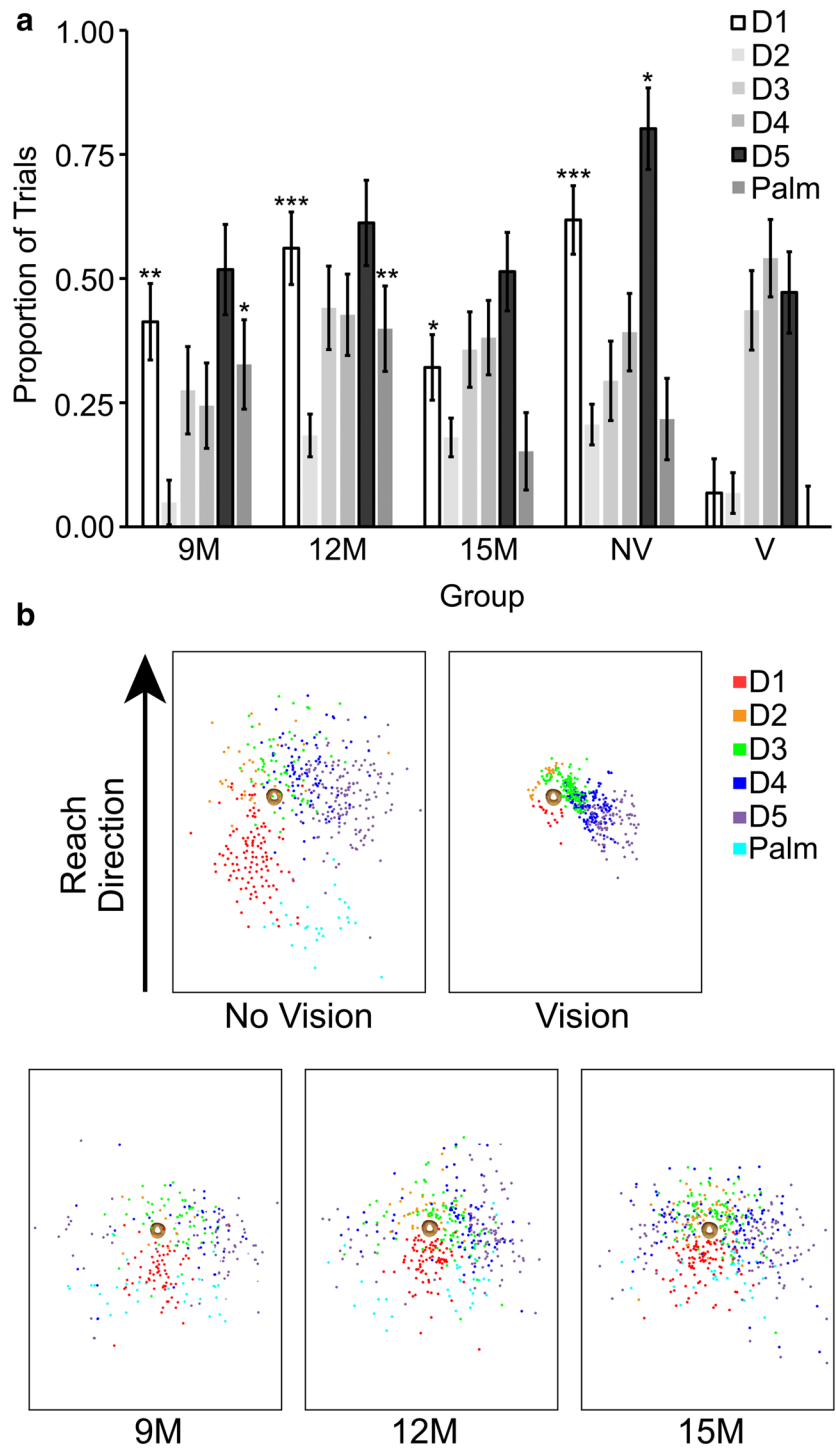 a
1.00
0.75
0.50
0.25
0.00
Proportion of Trials
**
*
***
**
*
***
*
D1
D2
D3
D4
D5
Palm
9M
12M
15M
NV
V
Group
b
Reach
Direction
No Vision
Vision
D1
D2
D3
D4
D5
Palm
9M
12M
15M